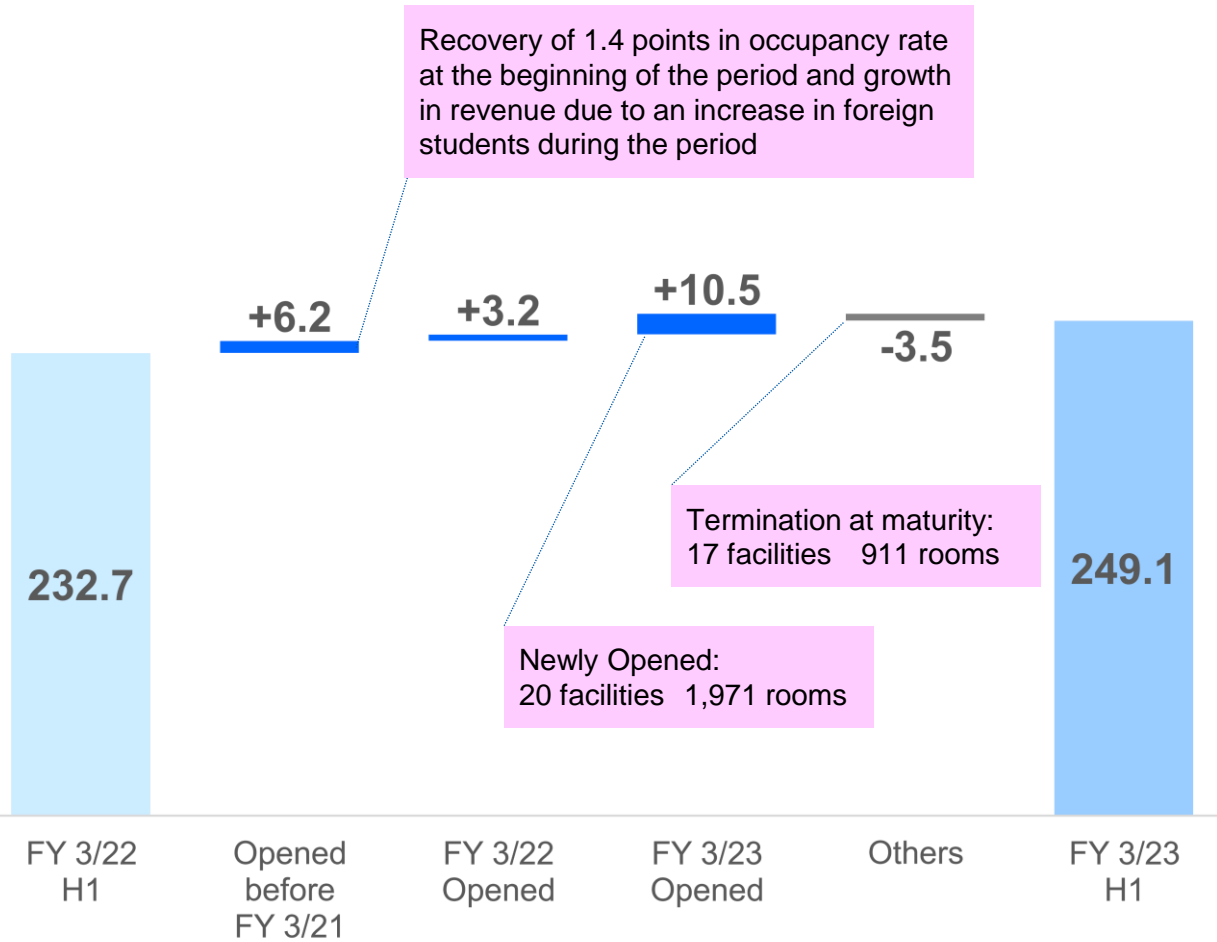 Recovery of 1.4 points in occupancy rate
at the beginning of the period and growth
in revenue due to an increase in foreign
students during the period
+6.2
+3.2
+10.5
-3.5
232.7
249.1
Termination at maturity:
17 facilities 911 rooms
Newly Opened:
20 facilities 1,971 rooms
FY 3/22
H1
Opened
before
FY 3/21
FY 3/22
Opened
FY 3/23
Opened
Others
FY 3/23
H1